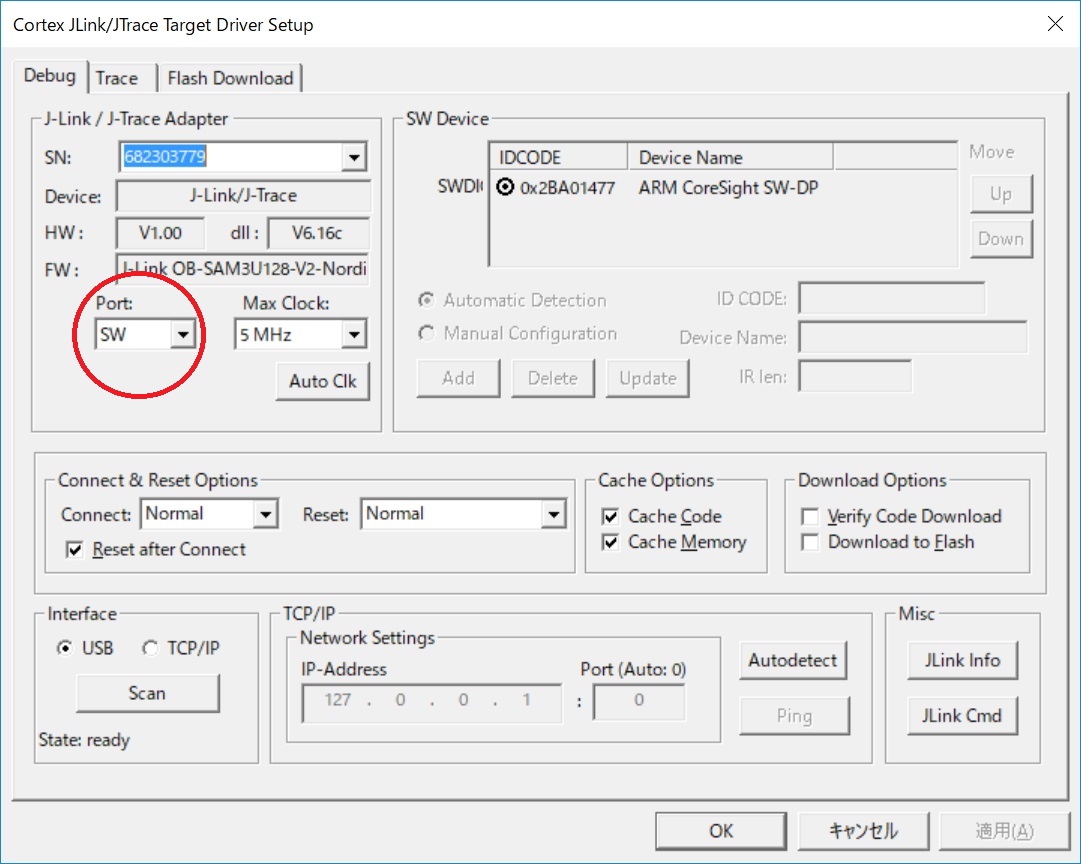 Cortex JLink/JTrace Target Driver Setup
Debug Trace Flash Download
J-Link / J-Trace Adapter
SN: 682303779
Device: J-Link/J-Trace
HW : V1.00 dll : V6.16c
FW : J-Link OB-SAM3U128-V2-Nordi
Port: Max Clock:
SW 5 MHz
Auto Clk
SW Device
IDCODE Device Name
SWDI 0x2BA01477 ARM CoreSight SW-DP
Move
Up
Down
Automatic Detection ID CODE:
Manual Configuration Device Name:
Add Delete Update IR len:
Connect & Reset Options
Connect: Normal Reset: Normal
Reset after Connect
Cache Options
Cache Code
Cache Memory
Download Options
Verify Code Download
Download to Flash
Interface
USB TCP/IP
Scan
State: ready
TCP/IP
Network Settings
IP-Address Port (Auto: 0)
127 . 0 . 0 . 1 : 0
Autodetect
Ping
Misc
JLink Info
JLink Cmd
OK キャンセル 適用(A)